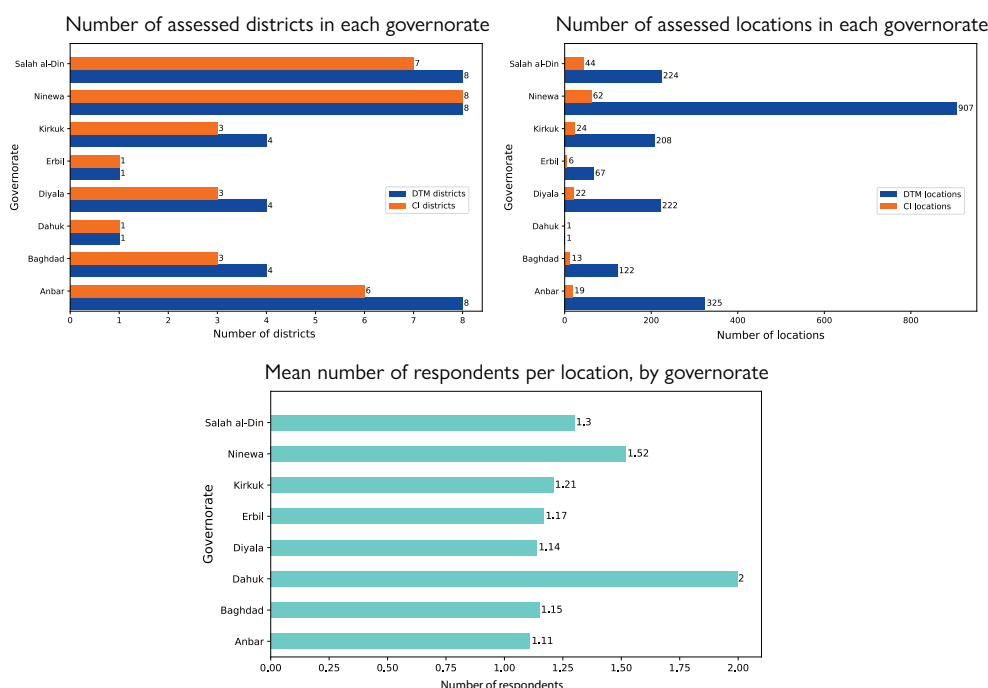 Number of assessed districts in each governorate
Salah al-Din
7
8
Ninewa
8
8
Kirkuk
3
4
Erbil
1
1
Diyala
3
4
Dahuk
1
1
Baghdad
3
4
Anbar
6
8
Governorate
DTM districts
CI districts
0 1 2 3 4 5 6 7 8
Number of districts
Number of assessed locations in each governorate
Salah al-Din
44
224
Ninewa
62
907
Kirkuk
24
208
Erbil
6
67
Diyala
22
222
Dahuk
1
1
Baghdad
13
122
Anbar
19
325
Governorate
DTM locations
CI locations
0 200 400 600 800
Number of locations
Mean number of respondents per location, by governorate
Salah al-Din 1.3
Ninewa 1.52
Kirkuk 1.21
Erbil 1.17
Diyala 1.14
Dahuk 2
Baghdad 1.15
Anbar 1.11
Governorate
0.00 0.25 0.50 0.75 1.00 1.25 1.50 1.75 2.00
Number of respondents